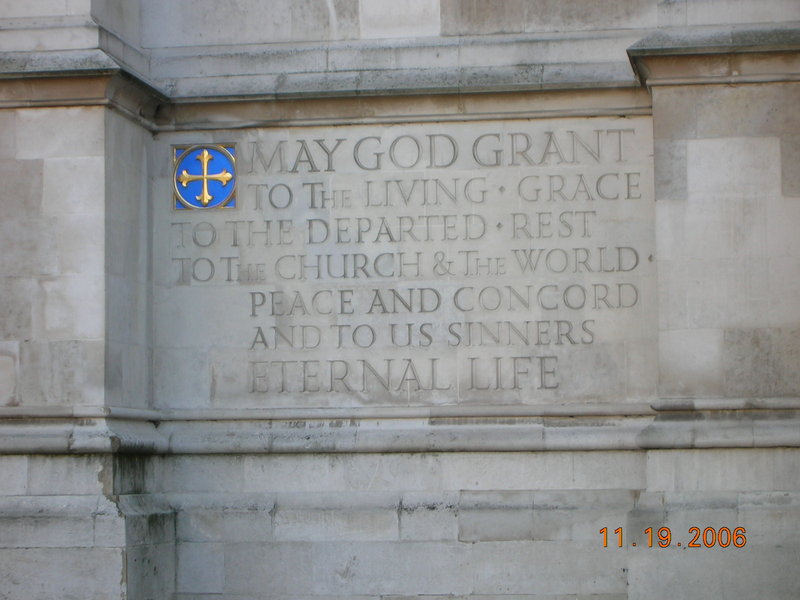 MAY GOD GRANT
TO THE LIVING · GRACE
TO THE DEPARTED · REST
TO THE CHURCH & THE WORLD ·
PEACE AND CONCORD
AND TO US SINNERS
ETERNAL LIFE
11.19.2006